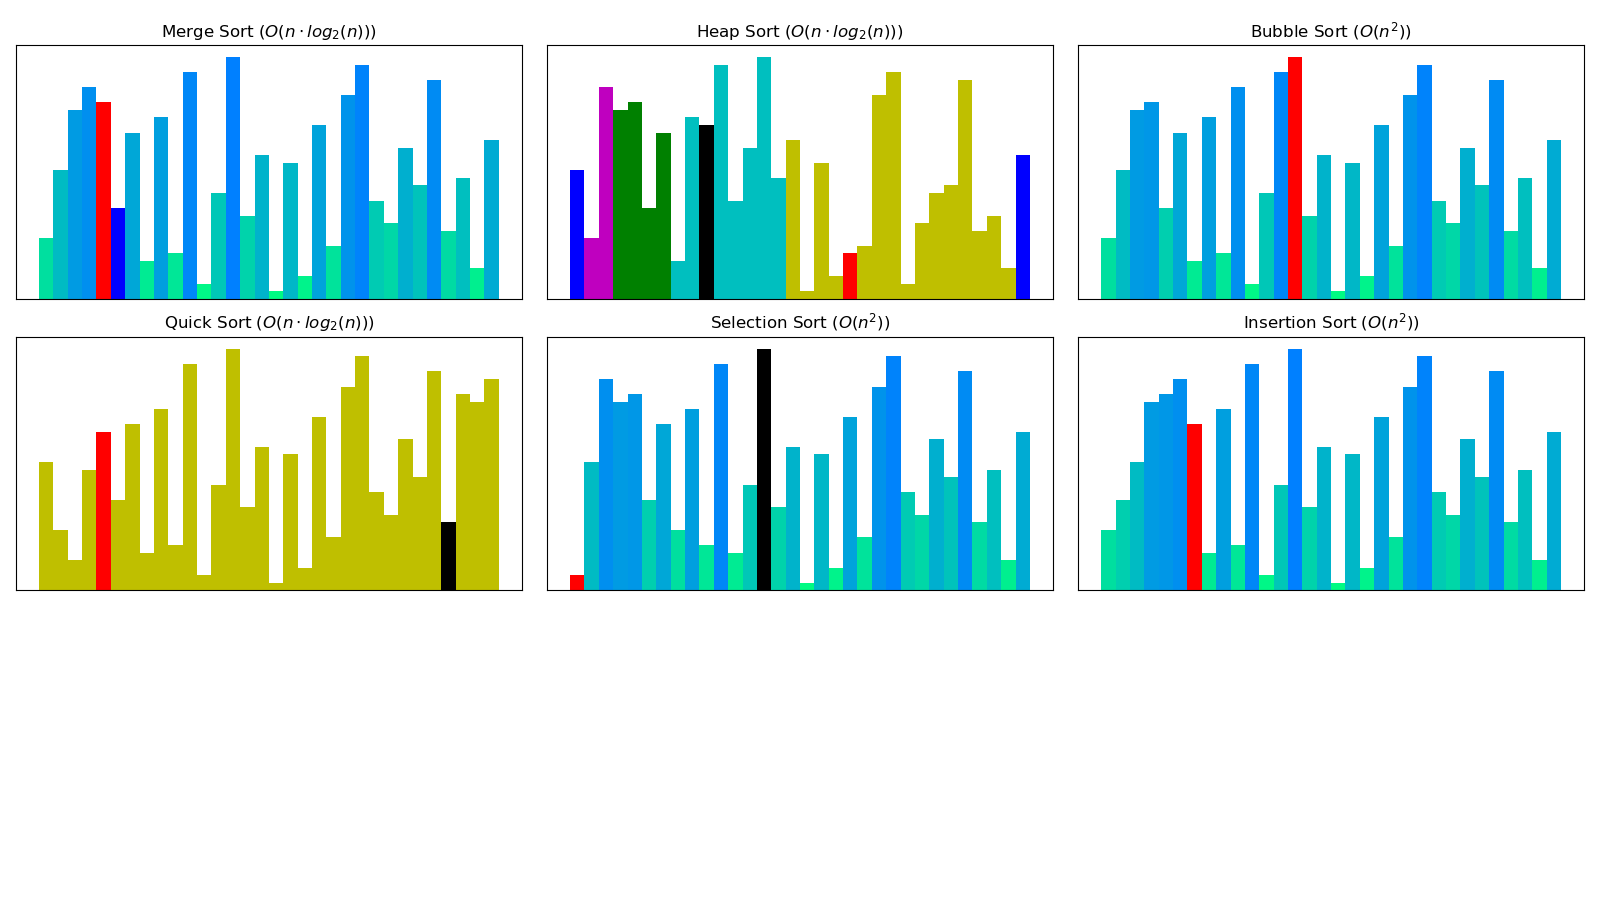 Merge Sort (O(n · log₂(n)))
Heap Sort (O(n · log₂(n)))
Bubble Sort (O(n²))
Quick Sort (O(n · log₂(n)))
Selection Sort (O(n²))
Insertion Sort (O(n²))